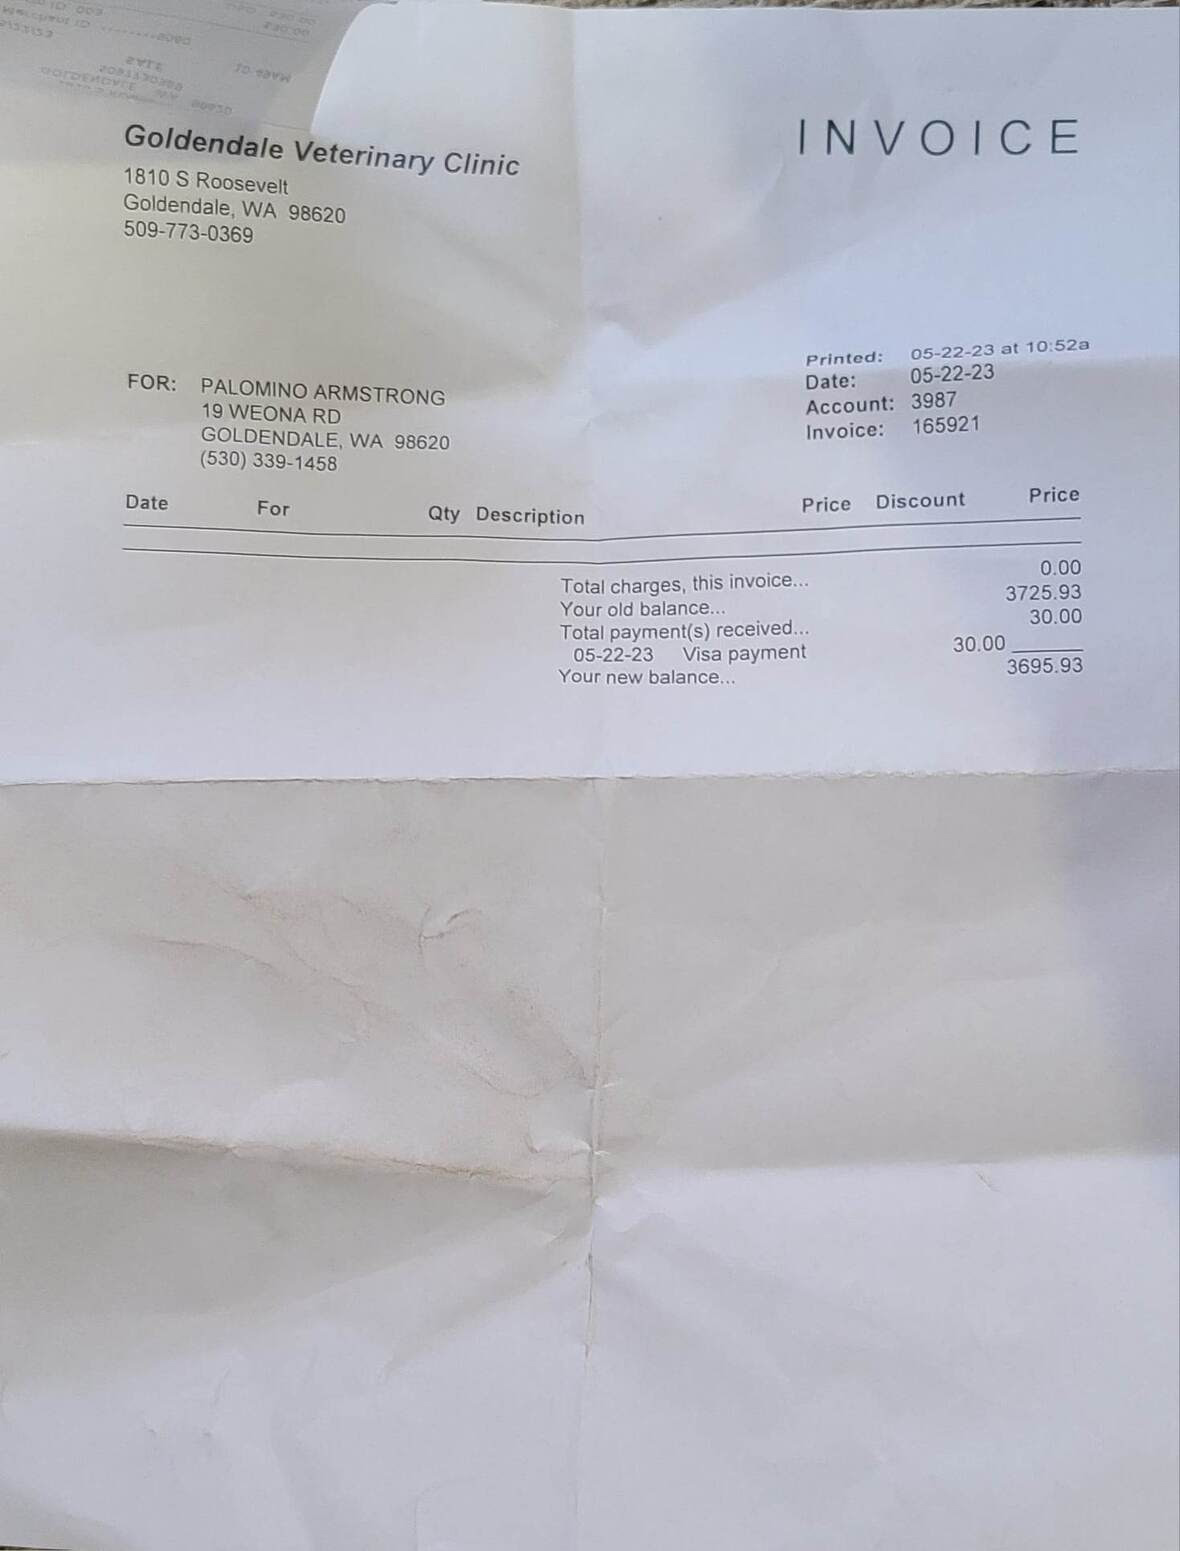 Goldendale Veterinary Clinic
1810 S Roosevelt
Goldendale, WA 98620
509-773-0369
INVOICE
Printed: 05-22-23 at 10:52a
Date: 05-22-23
Account: 3987
Invoice: 165921
FOR: PALOMINO ARMSTRONG
19 WEONA RD
GOLDENDALE, WA 98620
(530) 339-1458
Date For Qty Description Price Discount Price
Total charges, this invoice... 0.00
Your old balance... 3725.93
Total payment(s) received... 30.00
05-22-23 Visa payment 30.00
Your new balance... 3695.93